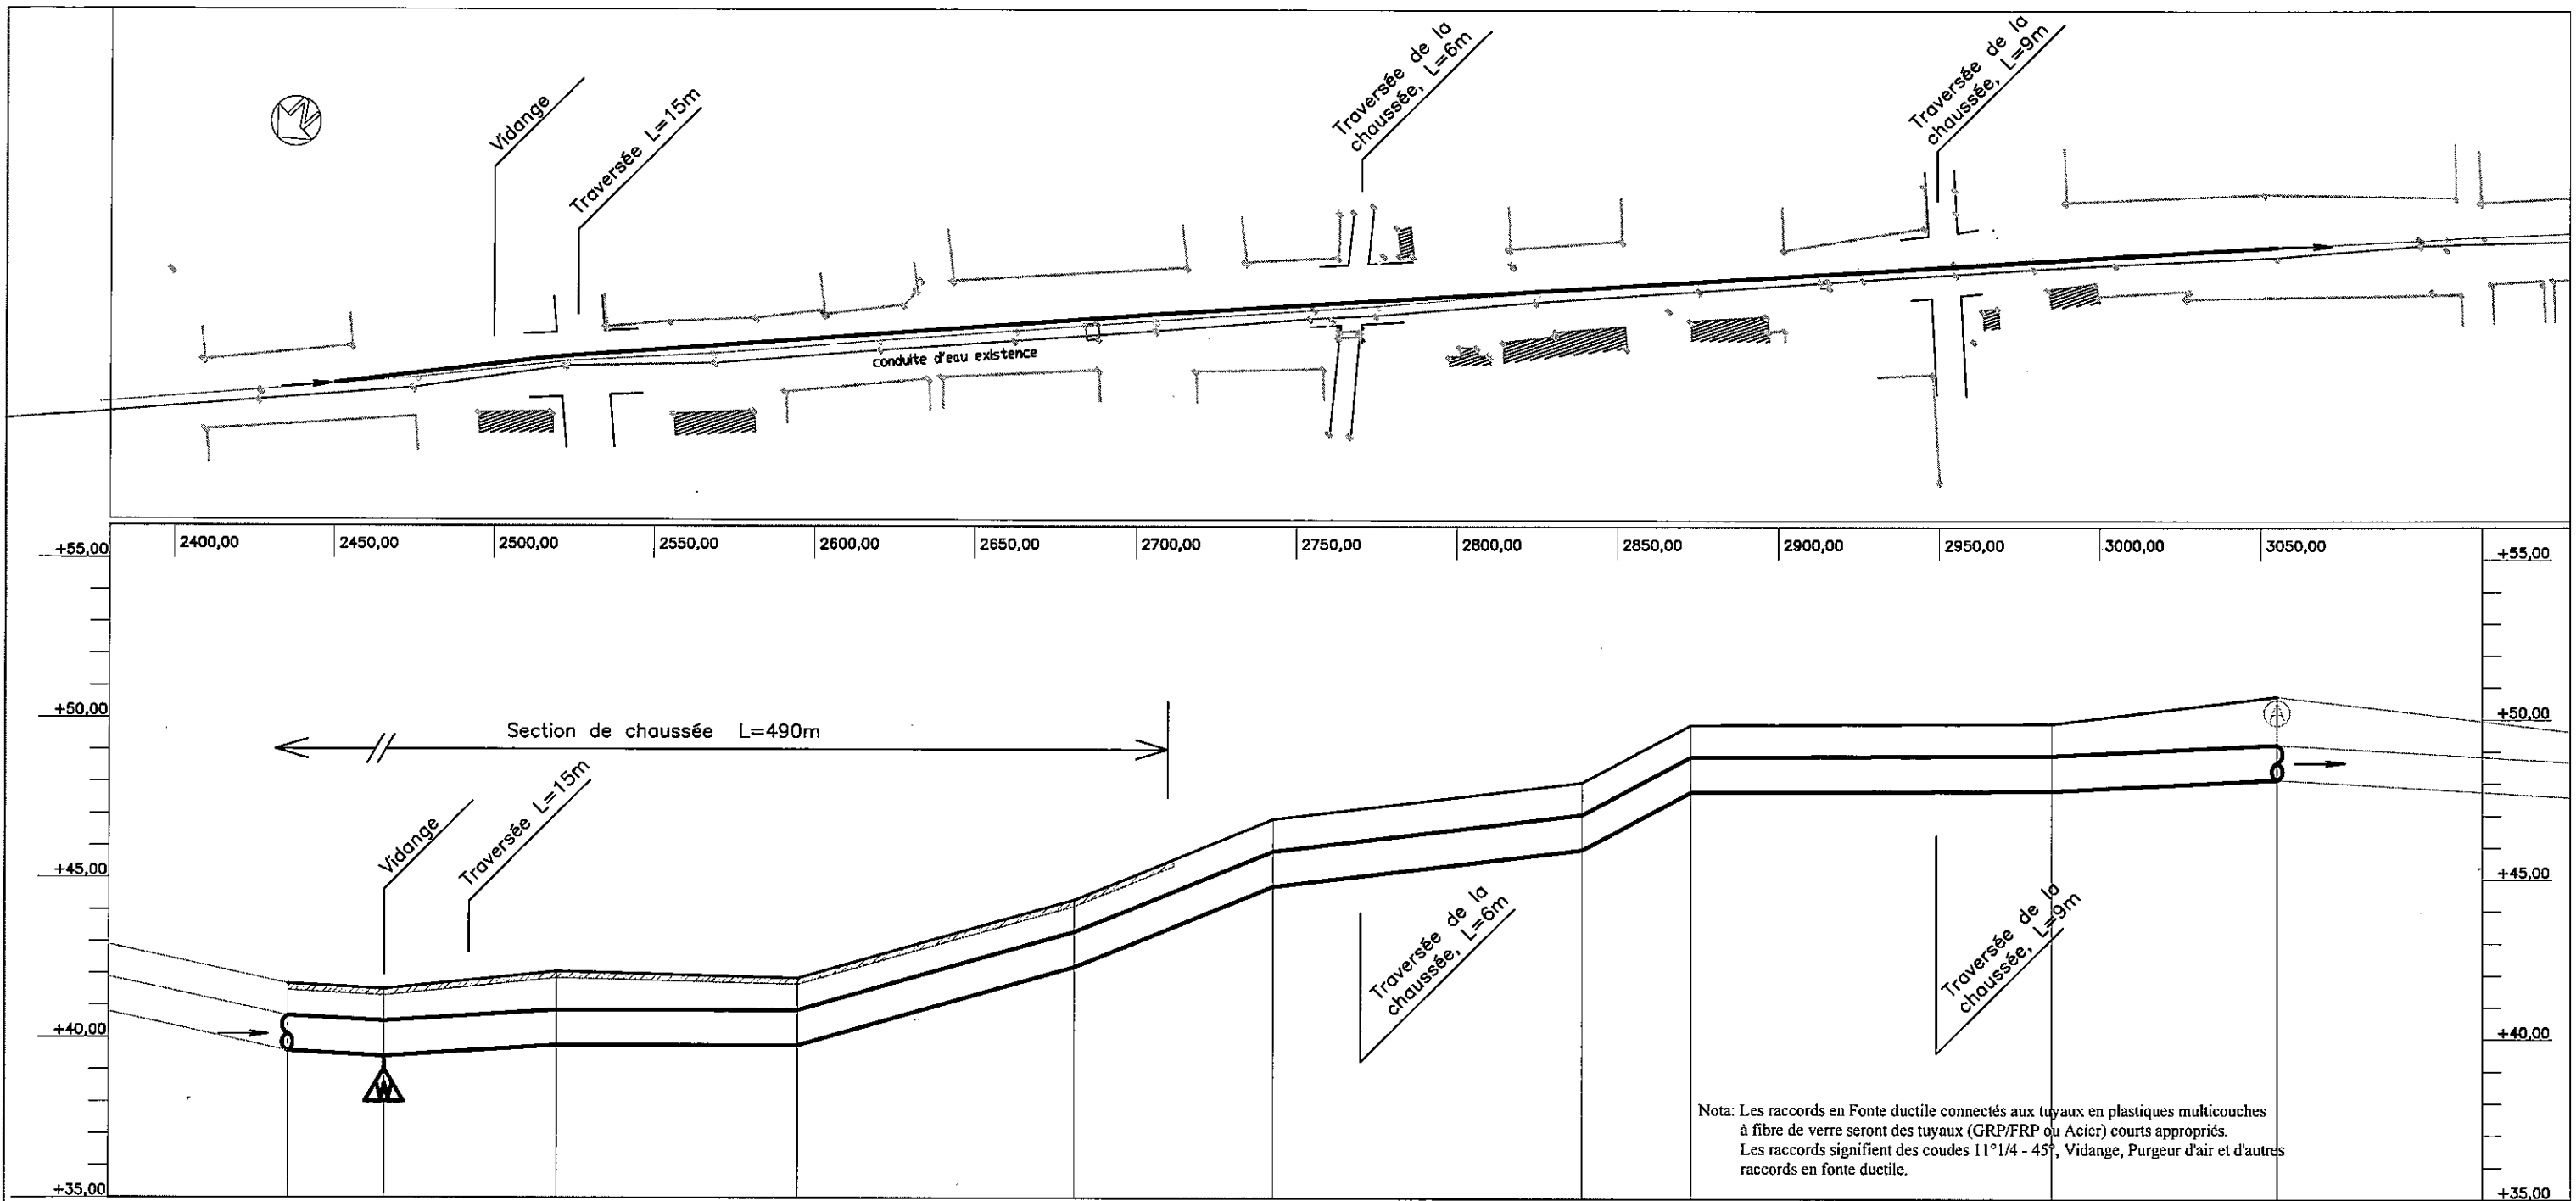 Vidange
Traversée L=15m
Traversée de la
chaussée, L=6m
Traversée de la
chaussée, L=9m
conduite d'eau existence
2400,00
2450,00
2500,00
2550,00
2600,00
2650,00
2700,00
2750,00
2800,00
2850,00
2900,00
2950,00
3000,00
3050,00
+55,00
+55,00
+50,00
+50,00
Section de chaussée L=490m
A
Vidange
Traversée L=15m
+45,00
+45,00
Traversée de la
chaussée, L=6m
Traversée de la
chaussée, L=9m
+40,00
+40,00
W
Nota: Les raccords en Fonte ductile connectés aux tuyaux en plastiques multicouches
à fibre de verre seront des tuyaux (GRP/FRP ou Acier) courts appropriés.
Les raccords signifient des coudes 11°1/4 - 45°, Vidange, Purgeur d'air et d'autres
raccords en fonte ductile.
+35,00
+35,00